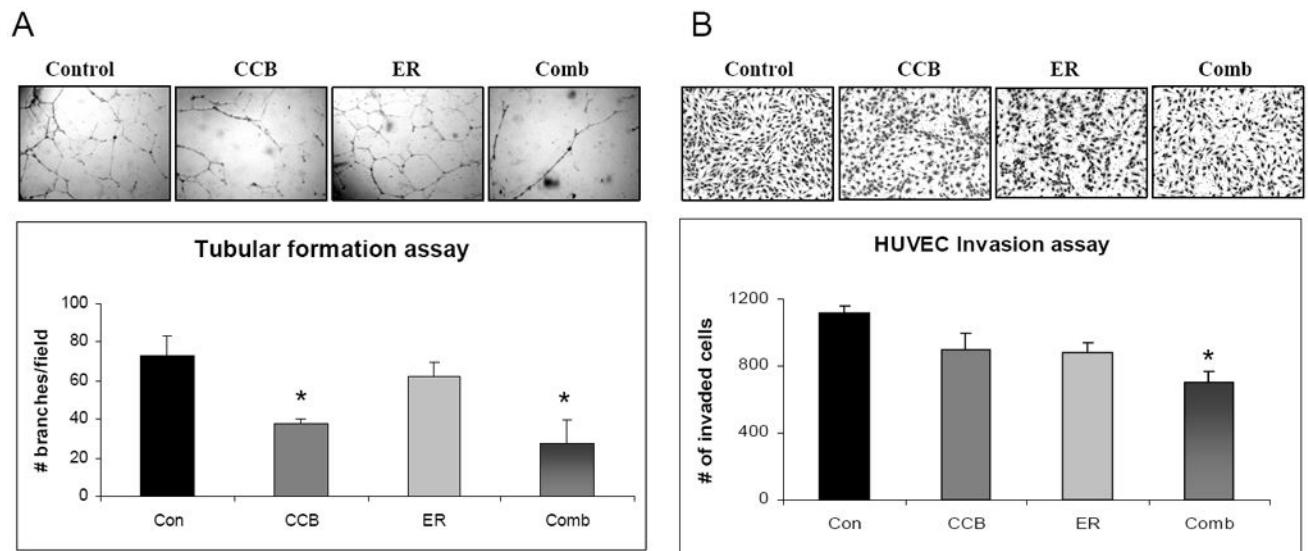 A
Control CCB ER Comb
Tubular formation assay
# branches/field
100
80
60
40
20
0
*
*
Con CCB ER Comb
B
Control CCB ER Comb
HUVEC Invasion assay
# of invaded cells
1200
800
400
0
*
Con CCB ER Comb